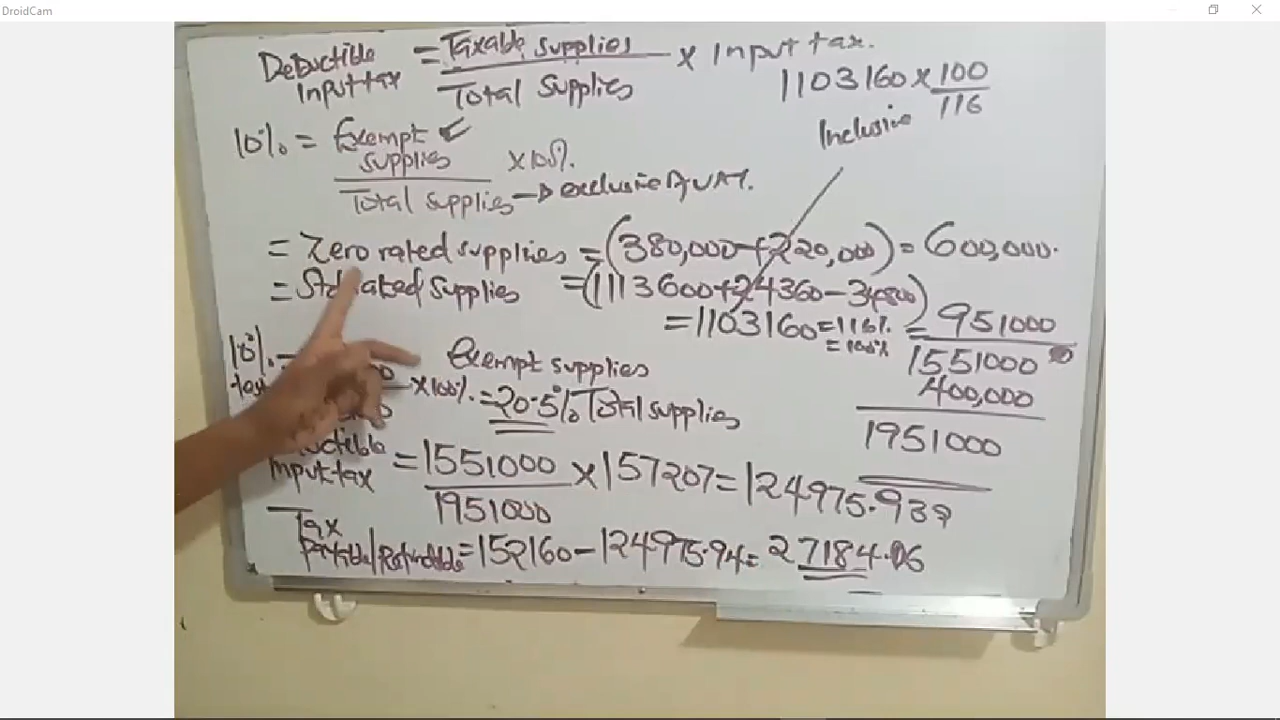 DroidCam
Deductible = Taxable supplies × Input tax.
Input tax Total Supplies
1103160 × 100
116
Inclusive
10% = Exempt
supplies ×100%
Total supplies → exclusive of VAT.
= Zero rated supplies = (380,000 + 220,000) = 600,000.
= Std rated supplies = (1113600 + 24360 − 34800)
= 1103160 = 116% = 951000
= 100%
1551000
400,000
1951000
10% =
Exempt supplies
×100% = 20.5% Total supplies
Input tax = 1551000 × 157207 = 124975.939
1951000
Tax
Payable/Refundable = 152160 − 124975.94 = 27184.06